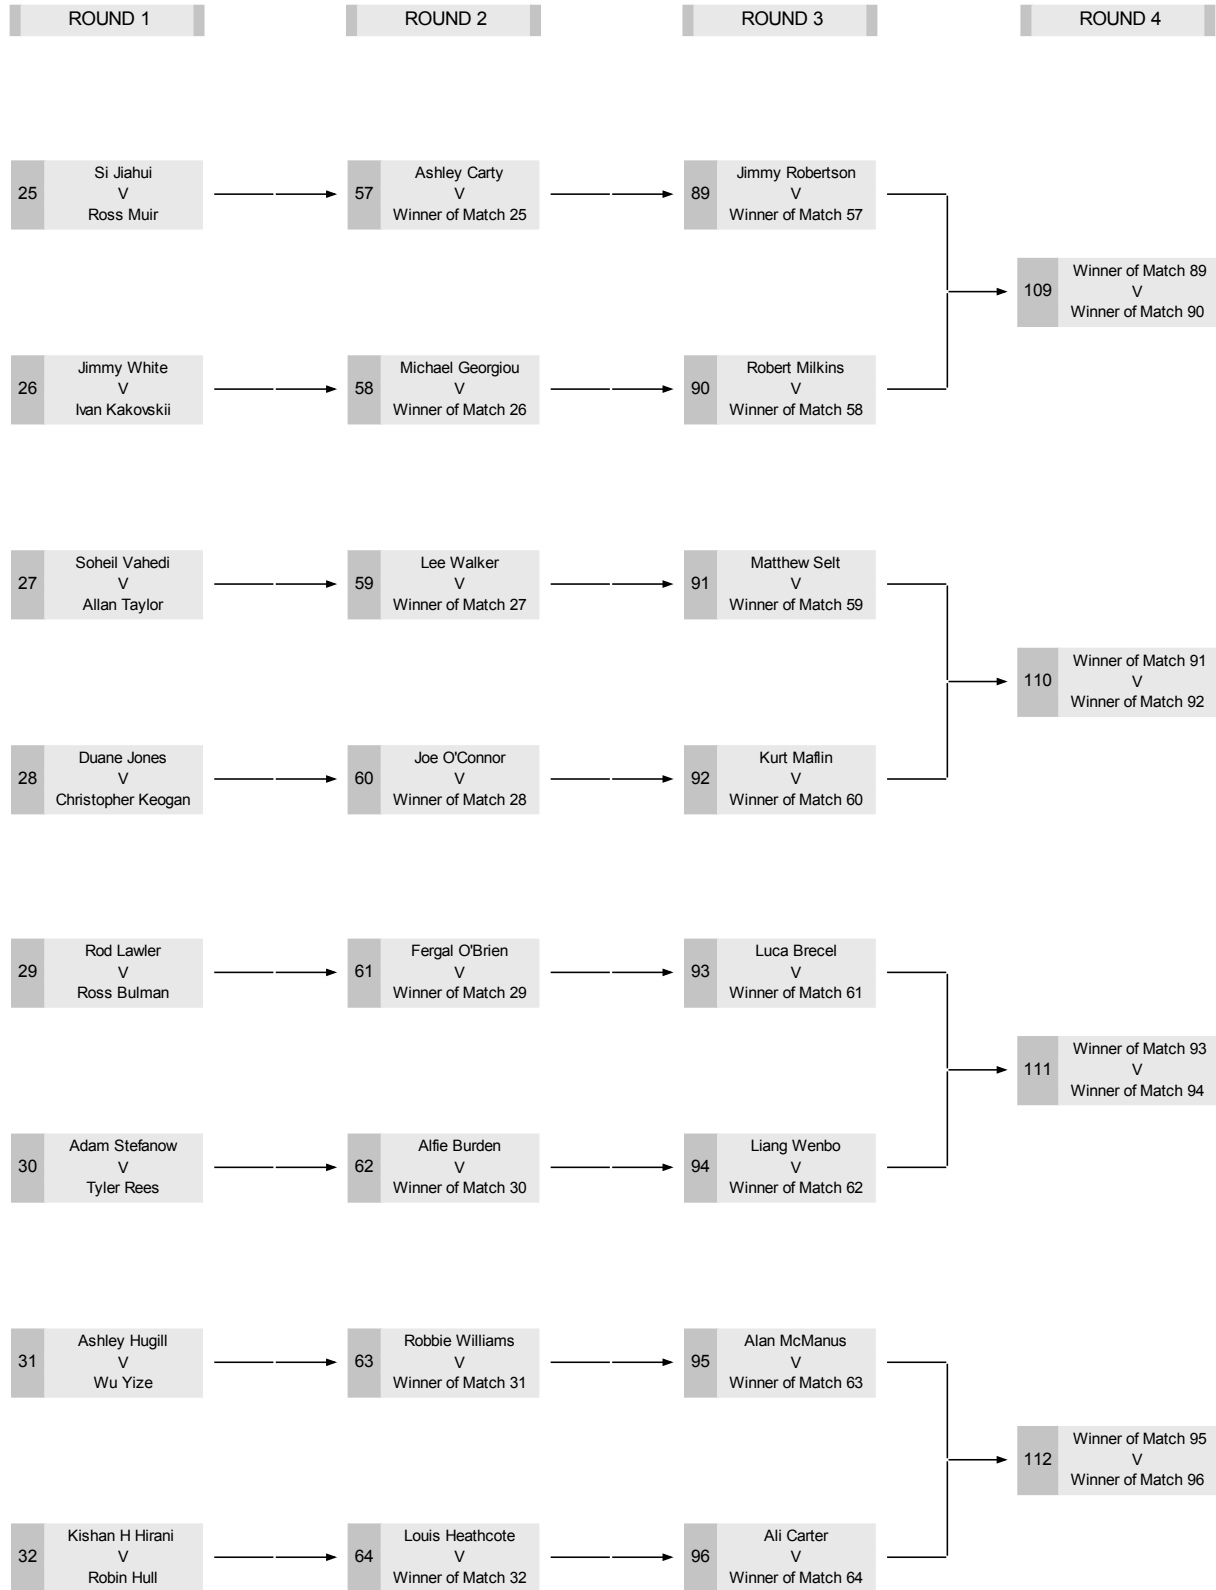 ROUND 1
ROUND 2
ROUND 3
ROUND 4
25
Si Jiahui
V
Ross Muir
57
Ashley Carty
V
Winner of Match 25
89
Jimmy Robertson
V
Winner of Match 57
109
Winner of Match 89
V
Winner of Match 90
26
Jimmy White
V
Ivan Kakovskii
58
Michael Georgiou
V
Winner of Match 26
90
Robert Milkins
V
Winner of Match 58
27
Soheil Vahedi
V
Allan Taylor
59
Lee Walker
V
Winner of Match 27
91
Matthew Selt
V
Winner of Match 59
110
Winner of Match 91
V
Winner of Match 92
28
Duane Jones
V
Christopher Keogan
60
Joe O'Connor
V
Winner of Match 28
92
Kurt Maflin
V
Winner of Match 60
29
Rod Lawler
V
Ross Bulman
61
Fergal O'Brien
V
Winner of Match 29
93
Luca Brecel
V
Winner of Match 61
111
Winner of Match 93
V
Winner of Match 94
30
Adam Stefanow
V
Tyler Rees
62
Alfie Burden
V
Winner of Match 30
94
Liang Wenbo
V
Winner of Match 62
31
Ashley Hugill
V
Wu Yize
63
Robbie Williams
V
Winner of Match 31
95
Alan McManus
V
Winner of Match 63
112
Winner of Match 95
V
Winner of Match 96
32
Kishan H Hirani
V
Robin Hull
64
Louis Heathcote
V
Winner of Match 32
96
Ali Carter
V
Winner of Match 64